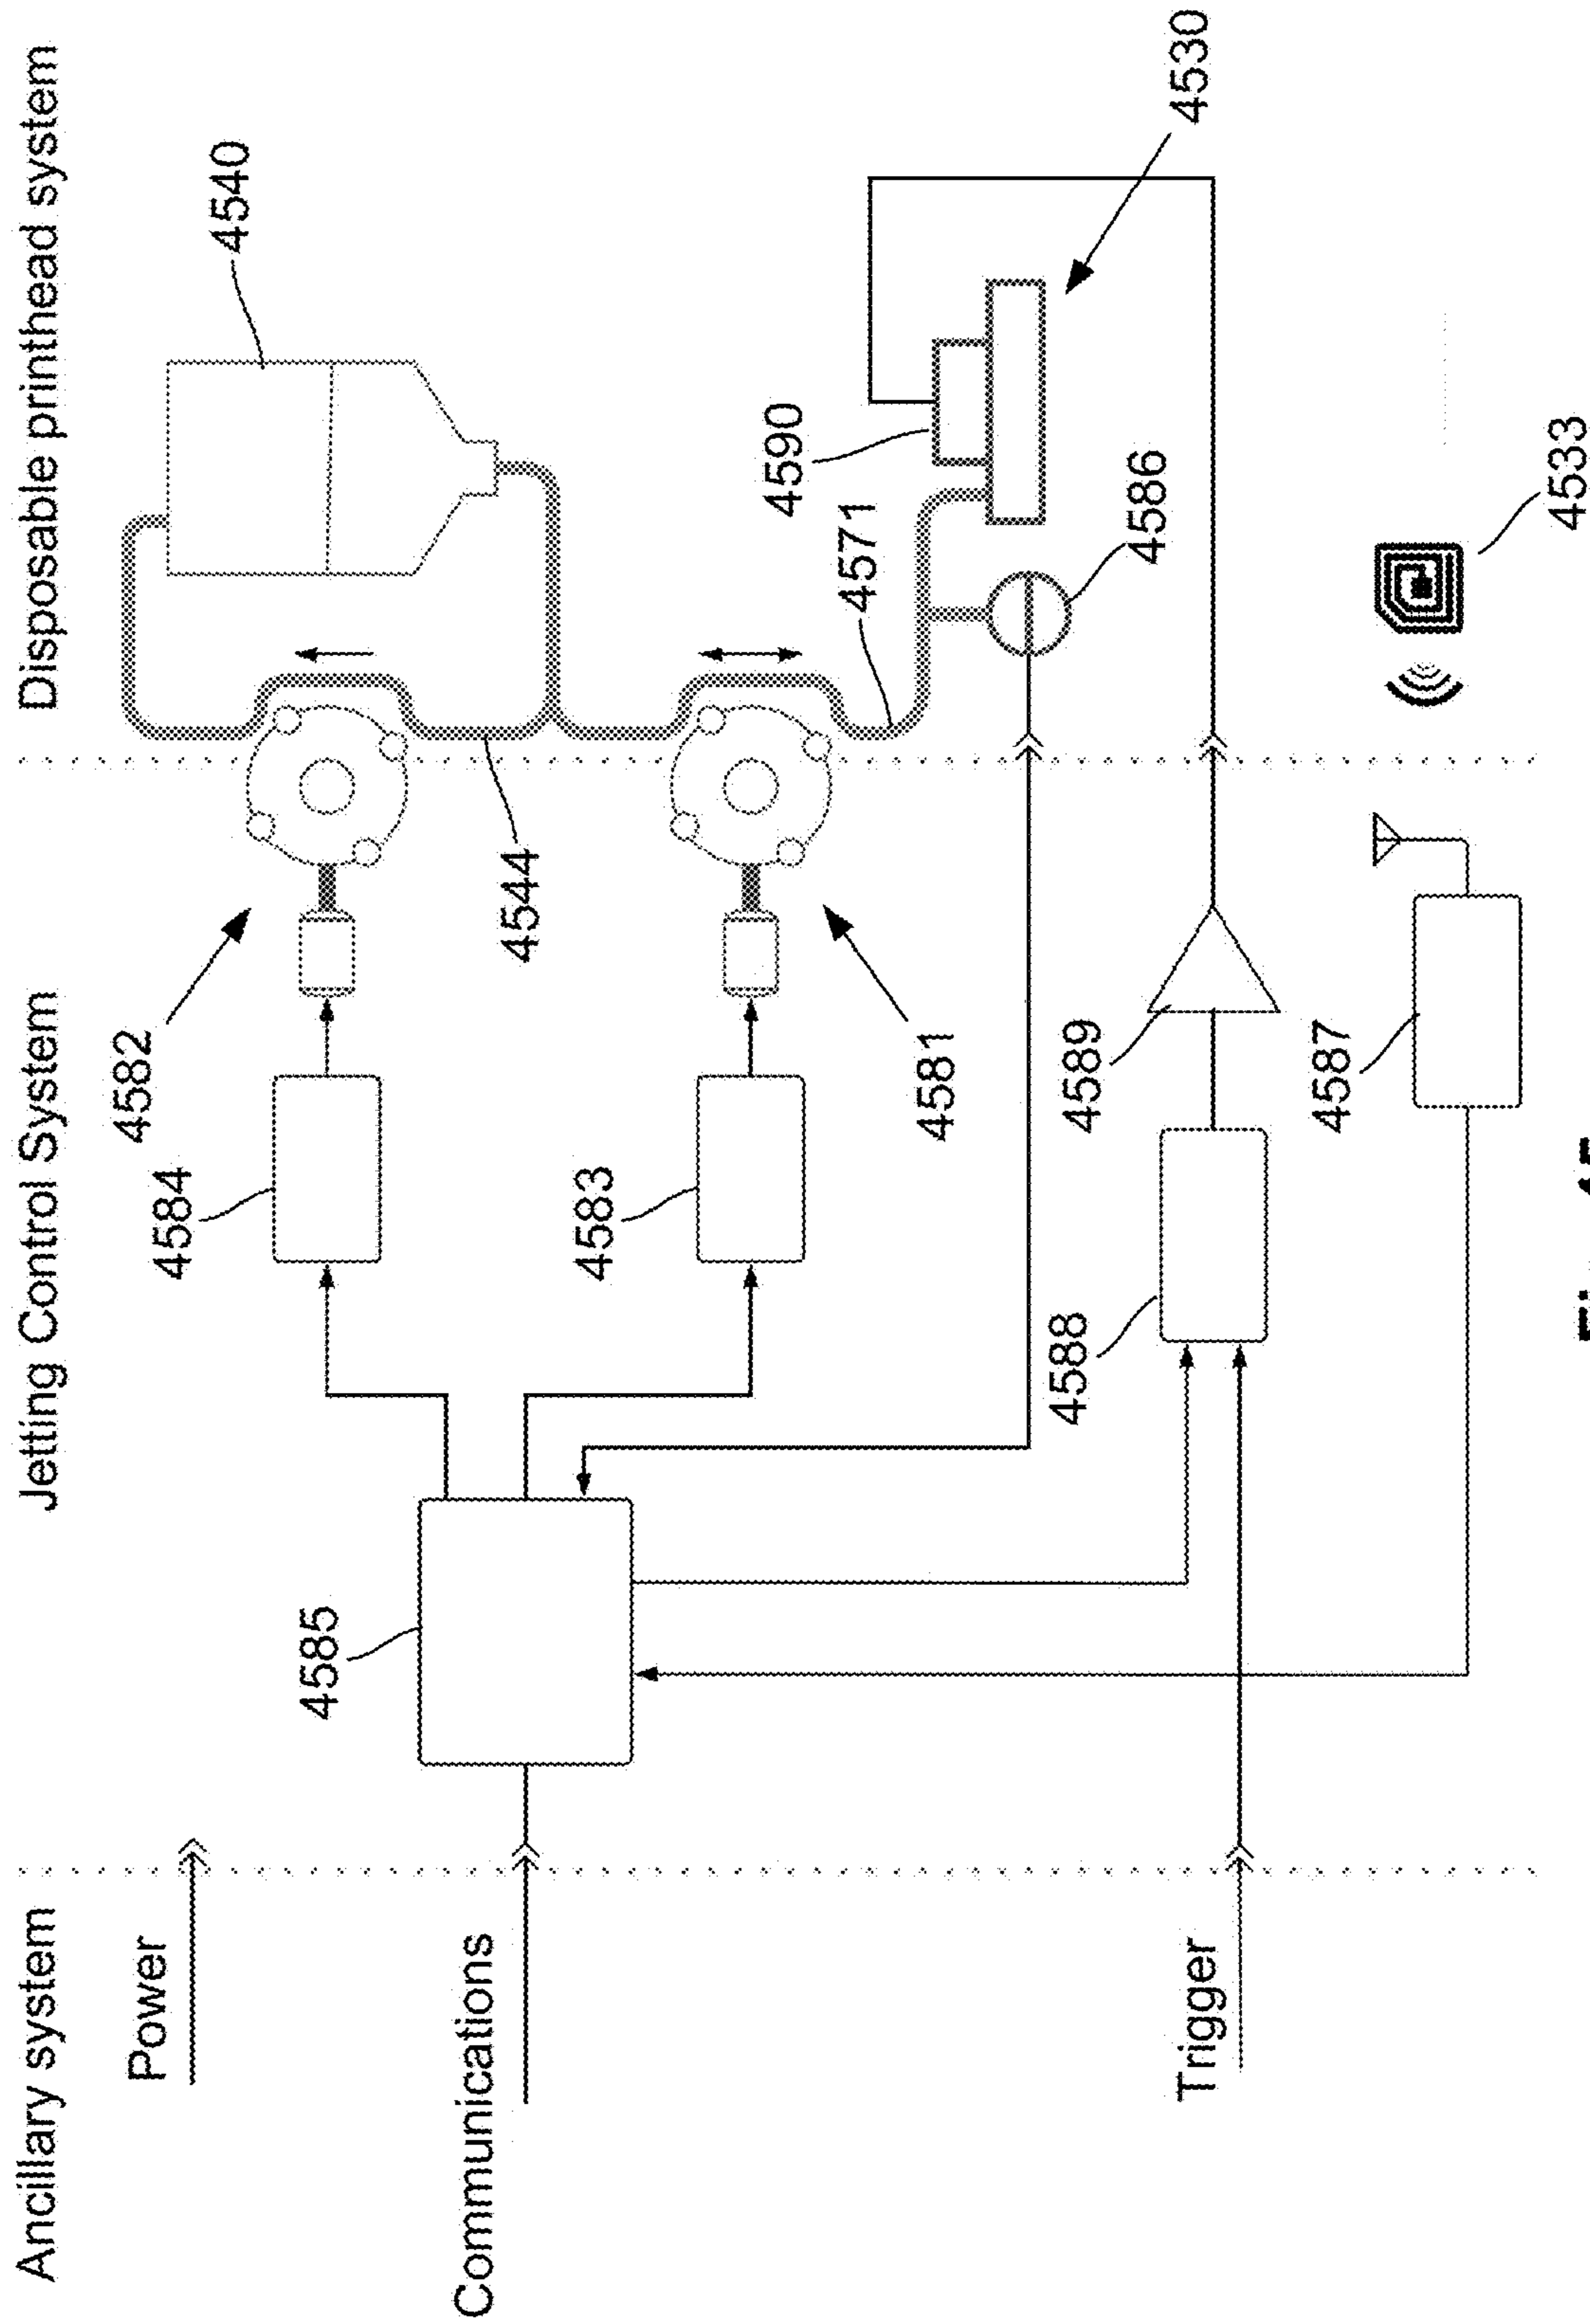 Ancillary system
Jetting Control System
Disposable printhead system
Power
4582
4584
4540
4585
Communications
4544
4583
4590
4571
4581
4588
4589
4586
Trigger
4530
4587
4533